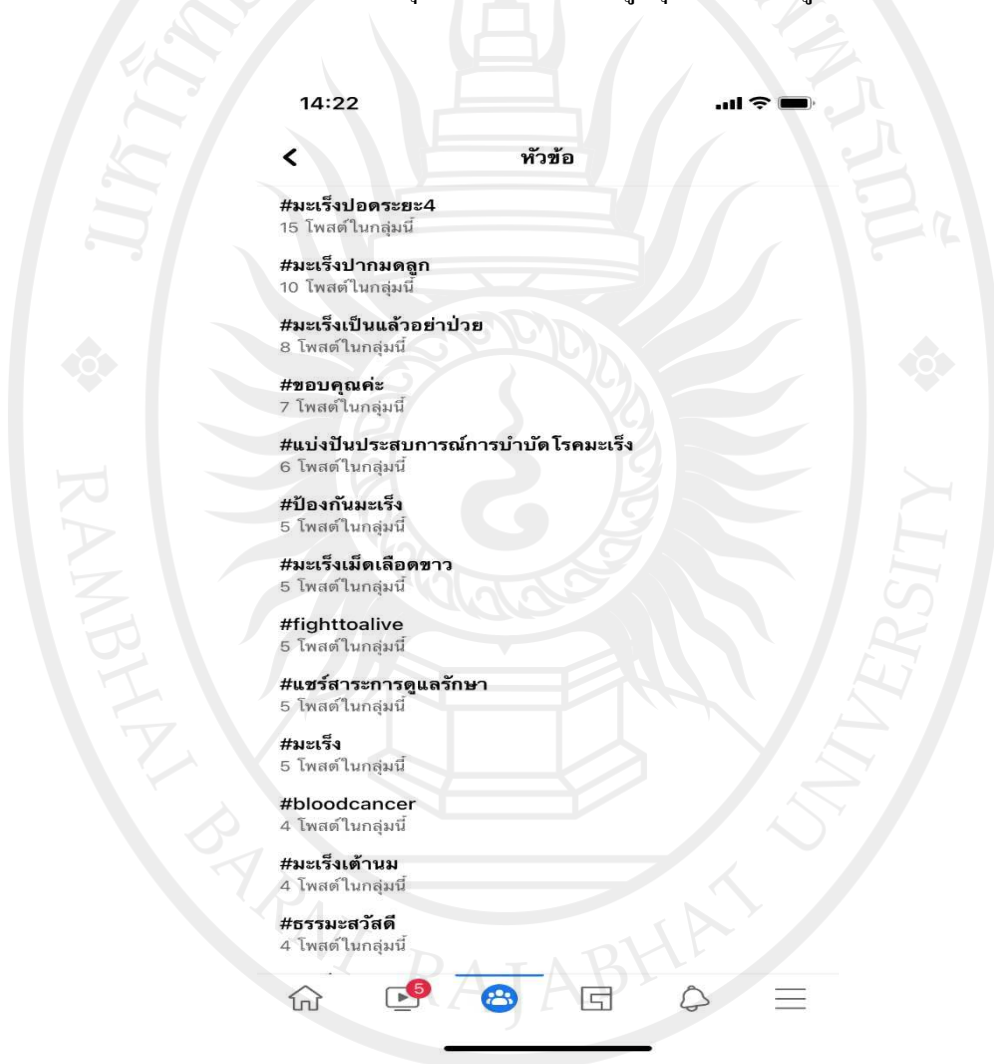 14:22
หัวข้อ
#มะเร็งปอดระยะ4
15 โพสต์ในกลุ่มนี้
#มะเร็งปากมดลูก
10 โพสต์ในกลุ่มนี้
#มะเร็งเป็นแล้วอย่าป่วย
8 โพสต์ในกลุ่มนี้
#ขอบคุณค่ะ
7 โพสต์ในกลุ่มนี้
#แบ่งปันประสบการณ์การบำบัดโรคมะเร็ง
6 โพสต์ในกลุ่มนี้
#ป้องกันมะเร็ง
5 โพสต์ในกลุ่มนี้
#มะเร็งเม็ดเลือดขาว
5 โพสต์ในกลุ่มนี้
#fighttoalive
5 โพสต์ในกลุ่มนี้
#แชร์สาระการดูแลรักษา
5 โพสต์ในกลุ่มนี้
#มะเร็ง
5 โพสต์ในกลุ่มนี้
#bloodcancer
4 โพสต์ในกลุ่มนี้
#มะเร็งเต้านม
4 โพสต์ในกลุ่มนี้
#ธรรมะสวัสดี
4 โพสต์ในกลุ่มนี้
5
RAMBHAI BARNI RAJABHAT UNIVERSITY